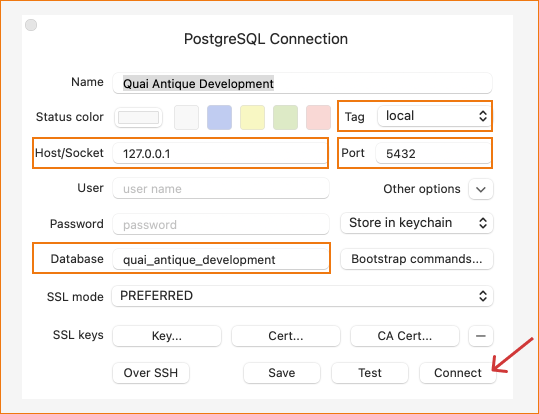 PostgreSQL Connection
Name Quai Antique Development
Status color Tag local
Host/Socket 127.0.0.1 Port 5432
User user name Other options
Password password Store in keychain
Database quai_antique_development Bootstrap commands...
SSL mode PREFERRED
SSL keys Key... Cert... CA Cert...
Over SSH Save Test Connect